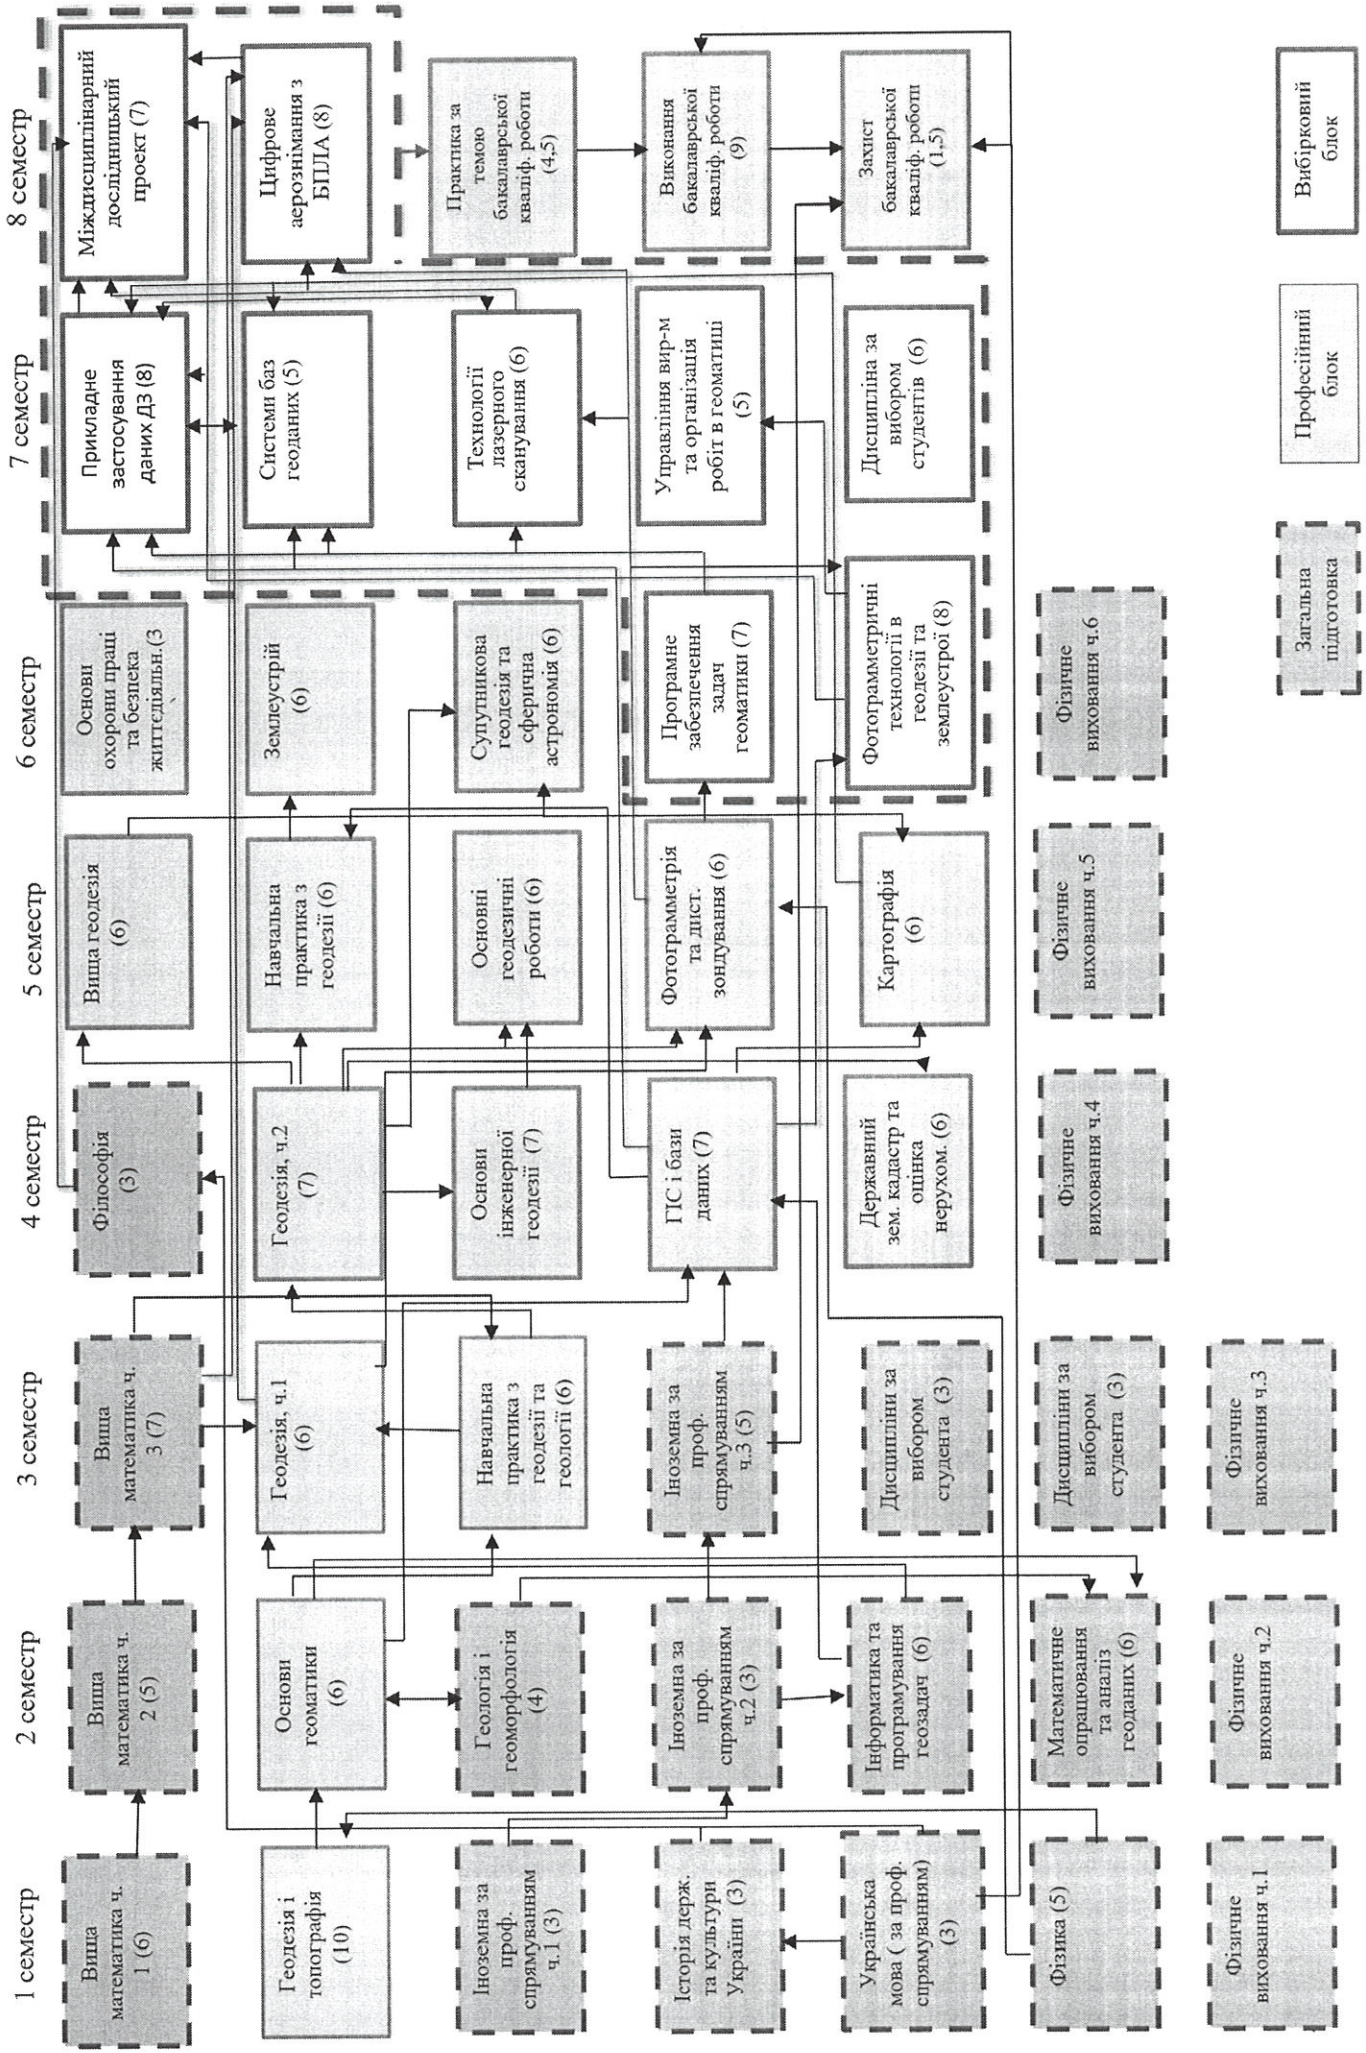 1 семестр
Вища
математика ч.
1 (6)
Геодезія і
топографія
(10)
Іноземна за
проф.
спрямуванням
ч.1 (3)
Історія держ.
та культури
України (3)
Українська
мова ( за проф.
спрямуванням)
(3)
Фізика (5)
Фізичне
виховання ч.1
2 семестр
Вища
математика ч.
2 (5)
Основи
геоматики
(6)
Геологія і
геоморфологія
(4)
Іноземна за
проф.
спрямуванням
ч.2 (3)
Інформатика та
програмування
геозадач (6)
Математичне
опрацювання
та аналіз
геоданих (6)
Фізичне
виховання ч.2
3 семестр
Вища
математика ч.
3 (7)
Геодезія, ч.1
(6)
Навчальна
практика з
геодезії та
геології (6)
Іноземна за
проф.
спрямуванням
ч.3 (5)
Дисципліни за
вибором
студента (3)
Дисципліни за
вибором
студента (3)
Фізичне
виховання ч.3
4 семестр
Філософія
(3)
Геодезія, ч.2
(7)
Основи
інженерної
геодезії (7)
ГІС і бази
даних (7)
Державний
зем. кадастр та
оцінка
нерухом. (6)
Фізичне
виховання ч.4
5 семестр
Вища геодезія
(6)
Навчальна
практика з
геодезії (6)
Основні
геодезичні
роботи (6)
Фотограмметрія
та дист.
зондування (6)
Картографія
(6)
Фізичне
виховання ч.5
6 семестр
Основи
охорони праці
та безпека
життєдіяльн.(3
Землеустрій
(6)
Супутникова
геодезія та
сферична
астрономія (6)
Програмне
забезпечення
задач
геоматики (7)
Фотограмметричні
технології в
геодезії та
землеустрої (8)
Фізичне
виховання ч.6
7 семестр
Прикладне
застосування
даних ДЗ (8)
Системи баз
геоданих (5)
Технології
лазерного
сканування (6)
Управління вир-м
та організація
робіт в геоматиці
(5)
Дисципліна за
вибором
студентів (6)
8 семестр
Міждисциплінарний
дослідницький
проект (7)
Цифрове
аерознімання з
БПЛА (8)
Практика за
темою
бакалаврської
кваліф. роботи
(4,5)
Виконання
бакалаврської
кваліф. роботи
(9)
Захист
бакалаврської
кваліф. роботи
(1,5)
Загальна
підготовка
Професійний
блок
Вибірковий
блок